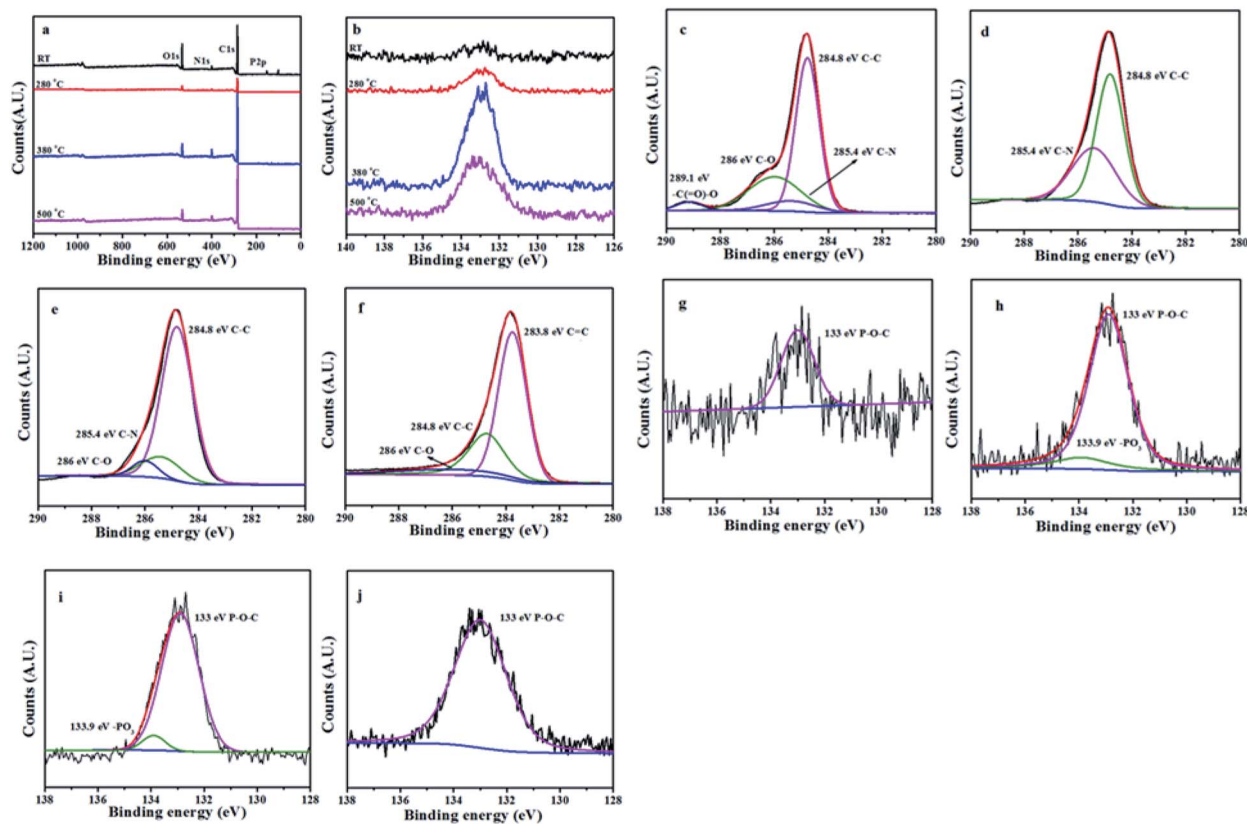 a
RT
O1s
N1s
C1s
P2p
280 °C
380 °C
500 °C
Counts(A.U.)
1200 1000 800 600 400 200 0
Binding energy (eV)
b
RT
280 °C
380 °C
500 °C
Counts(A.U.)
140 138 136 134 132 130 128 126
Binding energy (eV)
c
284.8 eV C-C
286 eV C-O
285.4 eV C-N
289.1 eV
-C(=O)-O
Counts (A.U.)
290 288 286 284 282 280
Binding energy (eV)
d
284.8 eV C-C
285.4 eV C-N
Counts (A.U.)
290 288 286 284 282 280
Binding energy (eV)
e
284.8 eV C-C
285.4 eV C-N
286 eV C-O
Counts (A.U.)
290 288 286 284 282 280
Binding energy (eV)
f
283.8 eV C=C
284.8 eV C-C
286 eV C-O
Counts (A.U.)
290 288 286 284 282 280
Binding energy (eV)
g
133 eV P-O-C
Counts (A.U.)
138 136 134 132 130 128
Binding energy (eV)
h
133 eV P-O-C
133.9 eV -PO3
Counts (A.U.)
138 136 134 132 130 128
Binding energy (eV)
i
133 eV P-O-C
133.9 eV -PO3
Counts (A.U.)
138 136 134 132 130 128
Binding energy (eV)
j
133 eV P-O-C
Counts (A.U.)
138 136 134 132 130 128
Binding energy (eV)